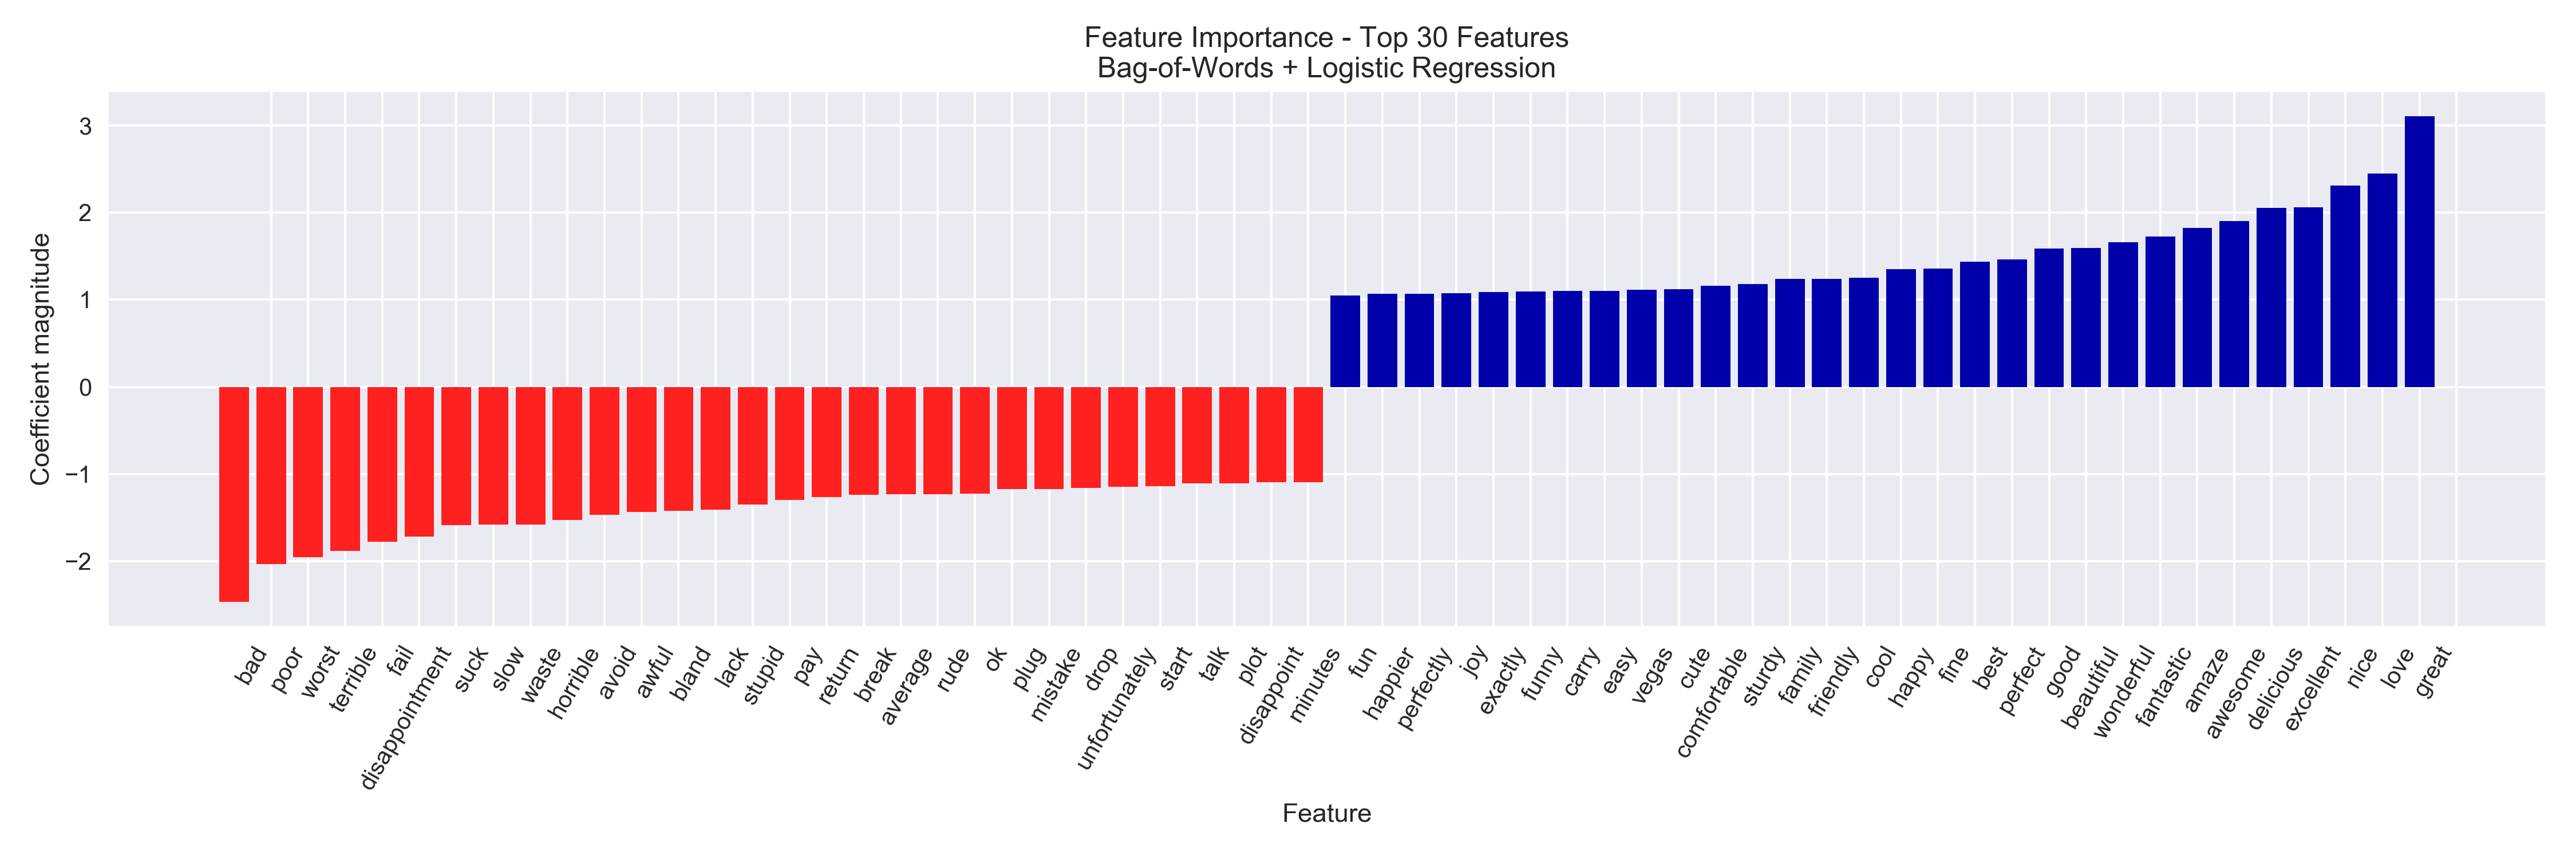 Feature Importance - Top 30 Features
Bag-of-Words + Logistic Regression
Coefficient magnitude
3
2
1
0
−1
−2
bad
poor
worst
terrible
fail
disappointment
suck
slow
waste
horrible
avoid
awful
bland
lack
stupid
pay
return
break
average
rude
ok
plug
mistake
drop
unfortunately
start
talk
plot
disappoint
minutes
fun
happier
perfectly
joy
exactly
funny
carry
easy
vegas
cute
comfortable
sturdy
family
friendly
cool
happy
fine
best
perfect
good
beautiful
wonderful
fantastic
amaze
awesome
delicious
excellent
nice
love
great
Feature